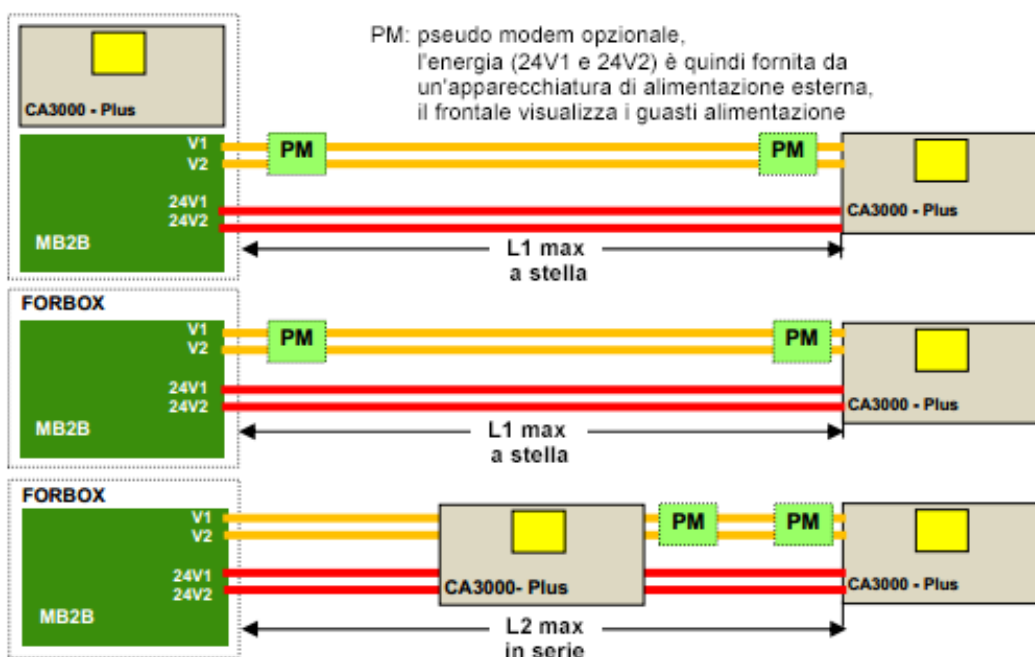 PM: pseudo modem opzionale,
l'energia (24V1 e 24V2) è quindi fornita da
un'apparecchiatura di alimentazione esterna,
il frontale visualizza i guasti alimentazione
CA3000 - Plus
V1
V2
PM
PM
24V1
24V2
MB2B
CA3000 - Plus
L1 max
a stella
FORBOX
V1
V2
PM
PM
24V1
24V2
MB2B
CA3000 - Plus
L1 max
a stella
FORBOX
V1
V2
PM
PM
24V1
24V2
MB2B
CA3000- Plus
CA3000 - Plus
L2 max
in serie